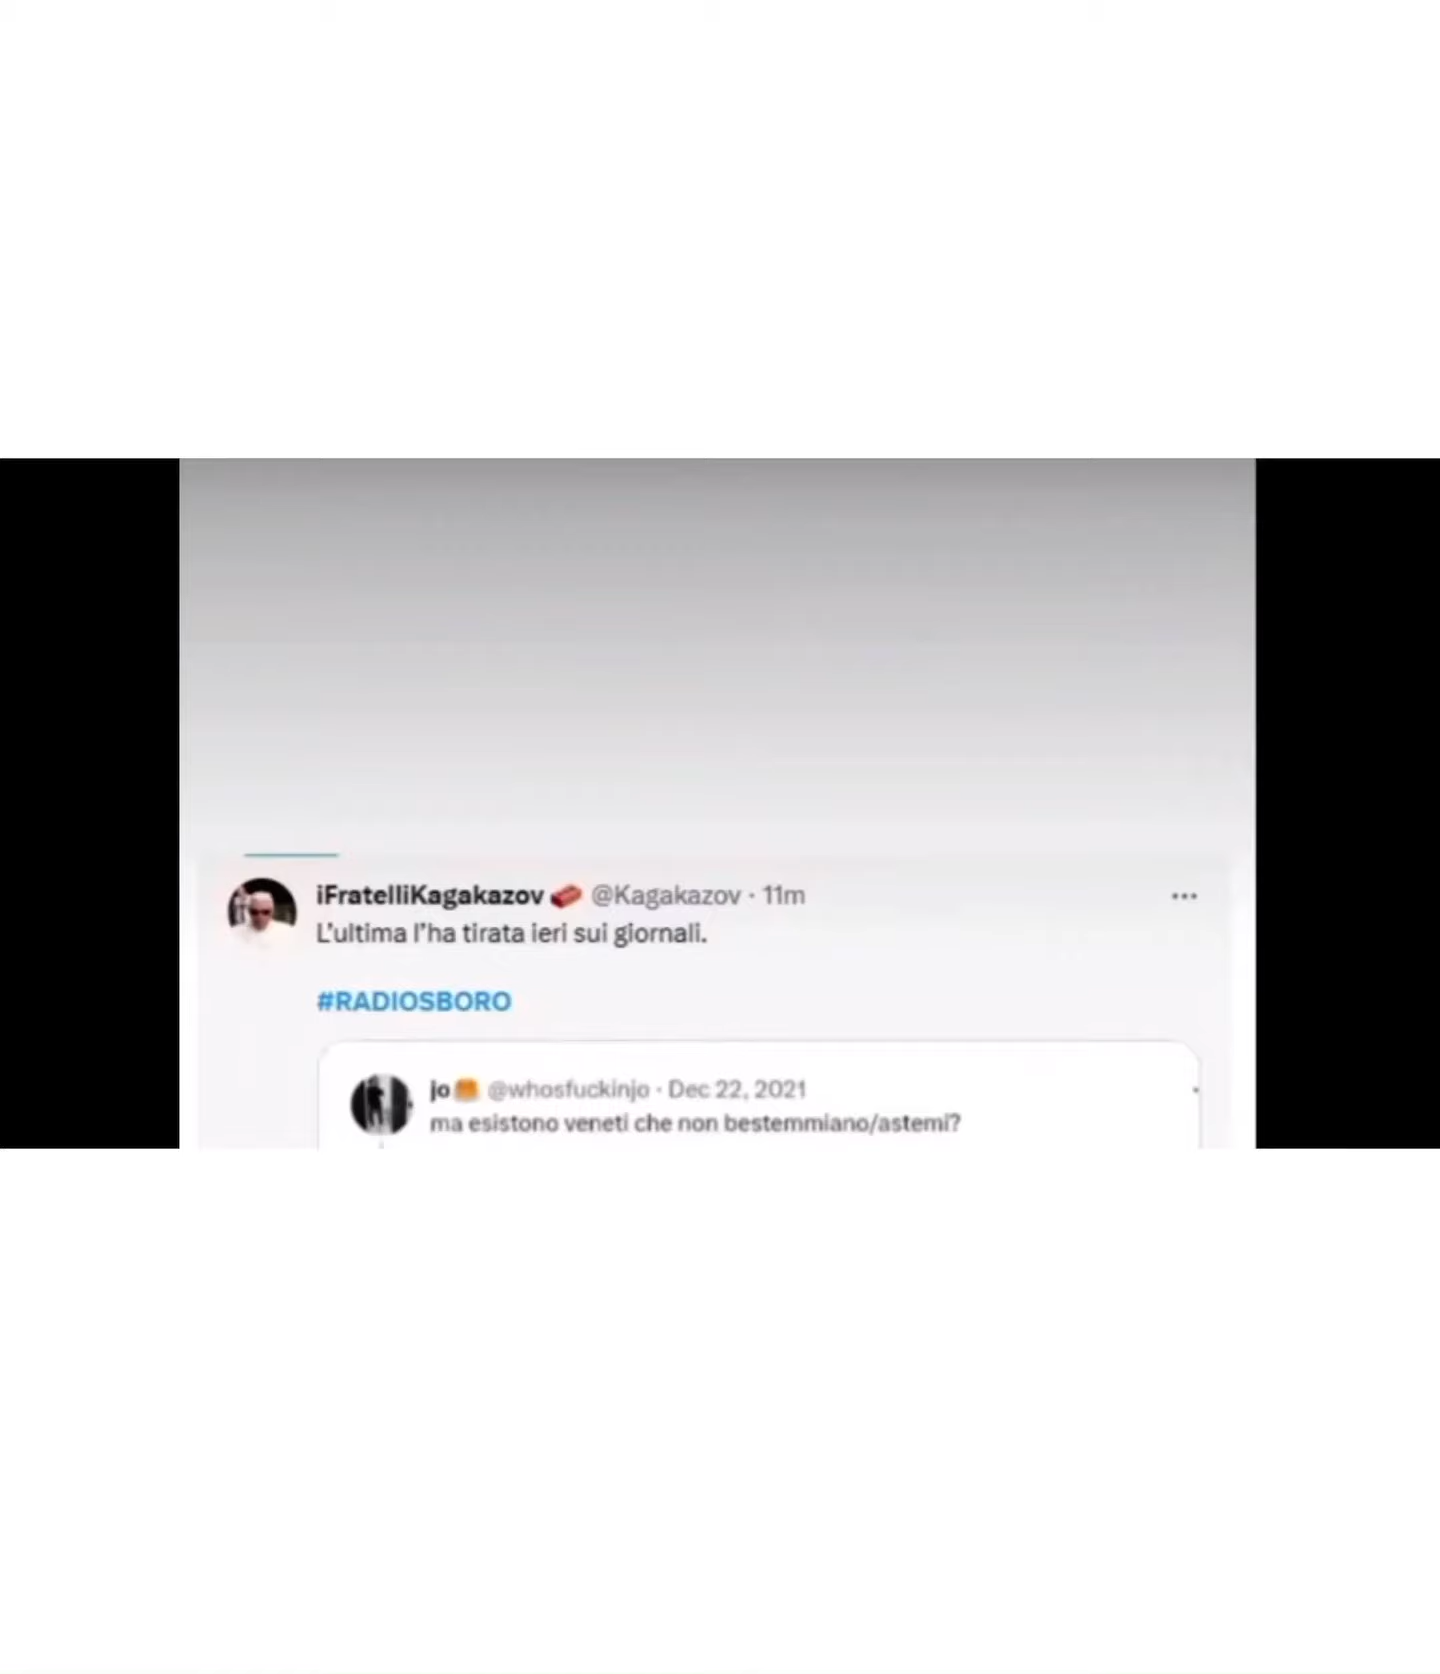 iFratelliKagakazov @Kagakazov · 11m
L'ultima l'ha tirata ieri sui giornali.
#RADIOSBORO
jo @whosfuckinjo · Dec 22, 2021
ma esistono veneti che non bestemmiano/astemi?